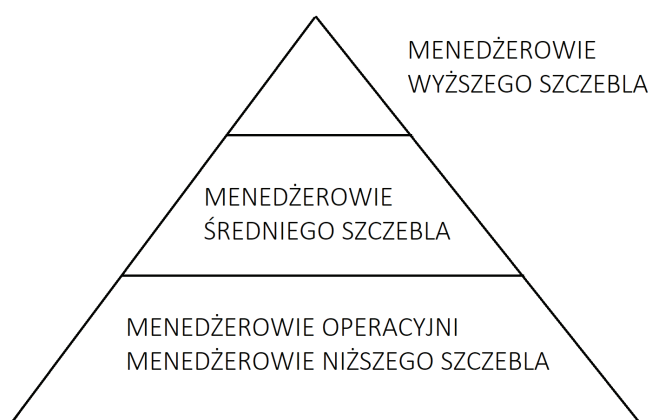 MENEDŻEROWIE
WYŻSZEGO SZCZEBLA
MENEDŻEROWIE
ŚREDNIEGO SZCZEBLA
MENEDŻEROWIE OPERACYJNI
MENEDŻEROWIE NIŻSZEGO SZCZEBLA